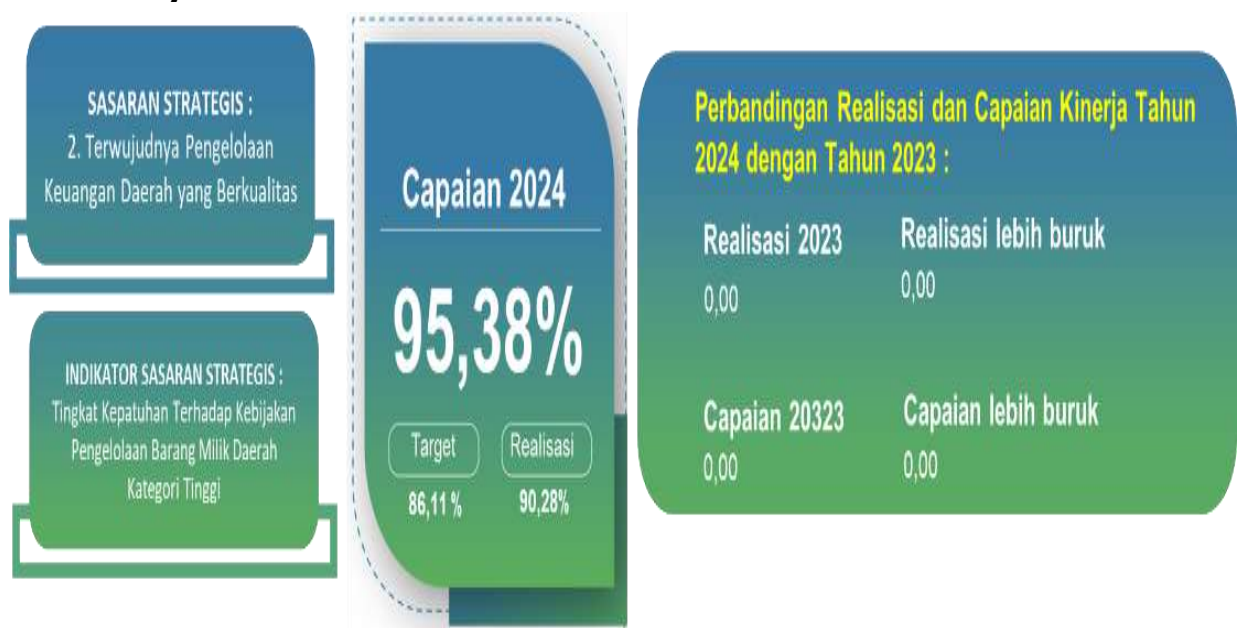 SASARAN STRATEGIS :
2. Terwujudnya Pengelolaan
Keuangan Daerah yang Berkualitas
INDIKATOR SASARAN STRATEGIS :
Tingkat Kepatuhan Terhadap Kebijakan
Pengelolaan Barang Milik Daerah
Kategori Tinggi
Capaian 2024
95,38%
Target
Realisasi
86,11 %
90,28%
Perbandingan Realisasi dan Capaian Kinerja Tahun
2024 dengan Tahun 2023 :
Realisasi 2023
Realisasi lebih buruk
0,00
0,00
Capaian 20323
Capaian lebih buruk
0,00
0,00